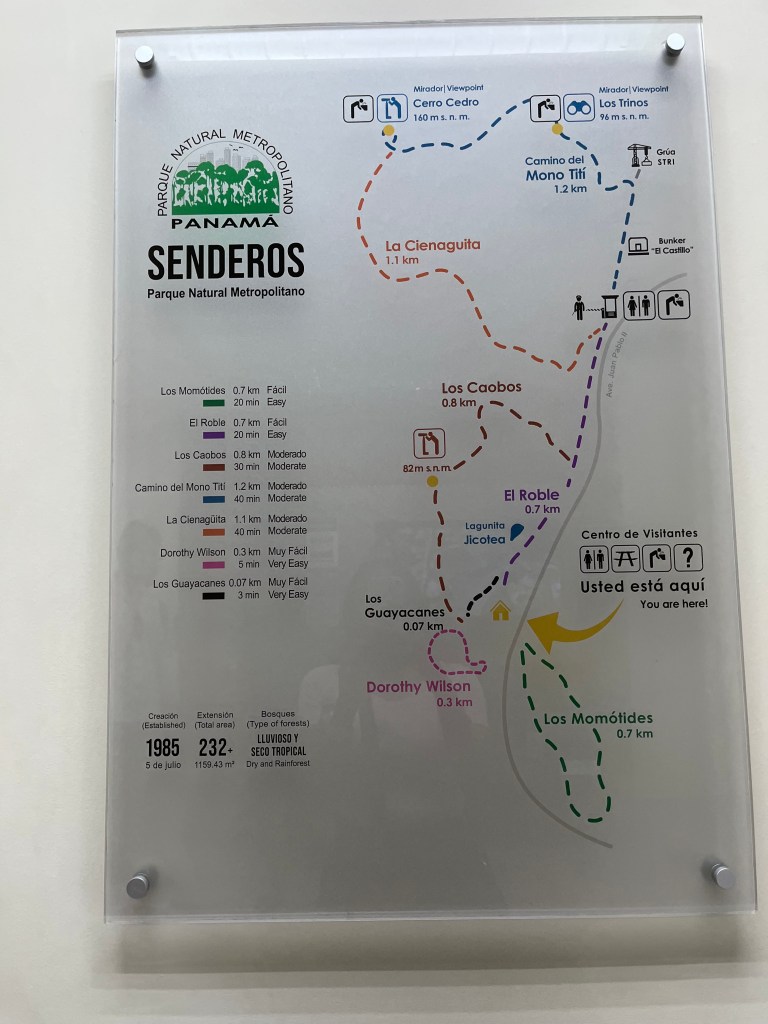 PARQUE NATURAL METROPOLITANO
PANAMÁ
SENDEROS
Parque Natural Metropolitano
Mirador|Viewpoint
Cerro Cedro
160 m s. n. m.
Mirador|Viewpoint
Los Trinos
96 m s. n. m.
Camino del
Mono Tití
1.2 km
Grúa
STRI
Bunker
"El Castillo"
La Cienaguita
1.1 km
Ave. Juan Pablo II
Los Caobos
0.8 km
82m s.n.m.
El Roble
0.7 km
Lagunita
Jicotea
Los
Guayacanes
0.07 km
Dorothy Wilson
0.3 km
Centro de Visitantes
?
Usted está aquí
You are here!
Los Momótides
0.7 km
Los Momótides 0.7 km Fácil
20 min Easy
El Roble 0.7 km Fácil
20 min Easy
Los Caobos 0.8 km Moderado
30 min Moderate
Camino del Mono Tití 1.2 km Moderado
40 min Moderate
La Cienagüita 1.1 km Moderado
40 min Moderate
Dorothy Wilson 0.3 km Muy Fácil
5 min Very Easy
Los Guayacanes 0.07 km Muy Fácil
3 min Very Easy
Creación
(Established)
1985
5 de julio
Extensión
(Total area)
232+
1159.43 m²
Bosques
(Type of forests)
LLUVIOSO Y
SECO TROPICAL
Dry and Rainforest